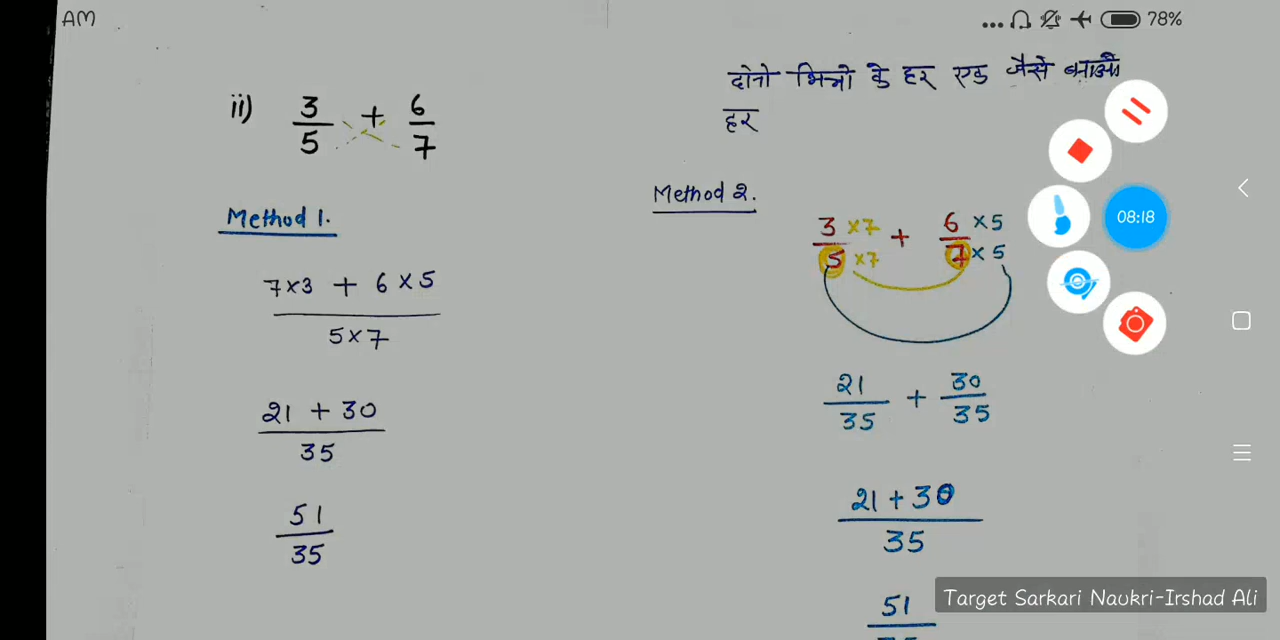 AM
... 78%
दोनो भिन्नो के हर एक जैसे बनाओ
हर
ii) 3/5 + 6/7
Method 1.
7×3 + 6×5
5×7
21 + 30
35
51
35
Method 2.
3×7 + 6×5
5×7 7×5
21 + 30
35 35
21 + 30
35
51
08:18
Target Sarkari Naukri-Irshad Ali